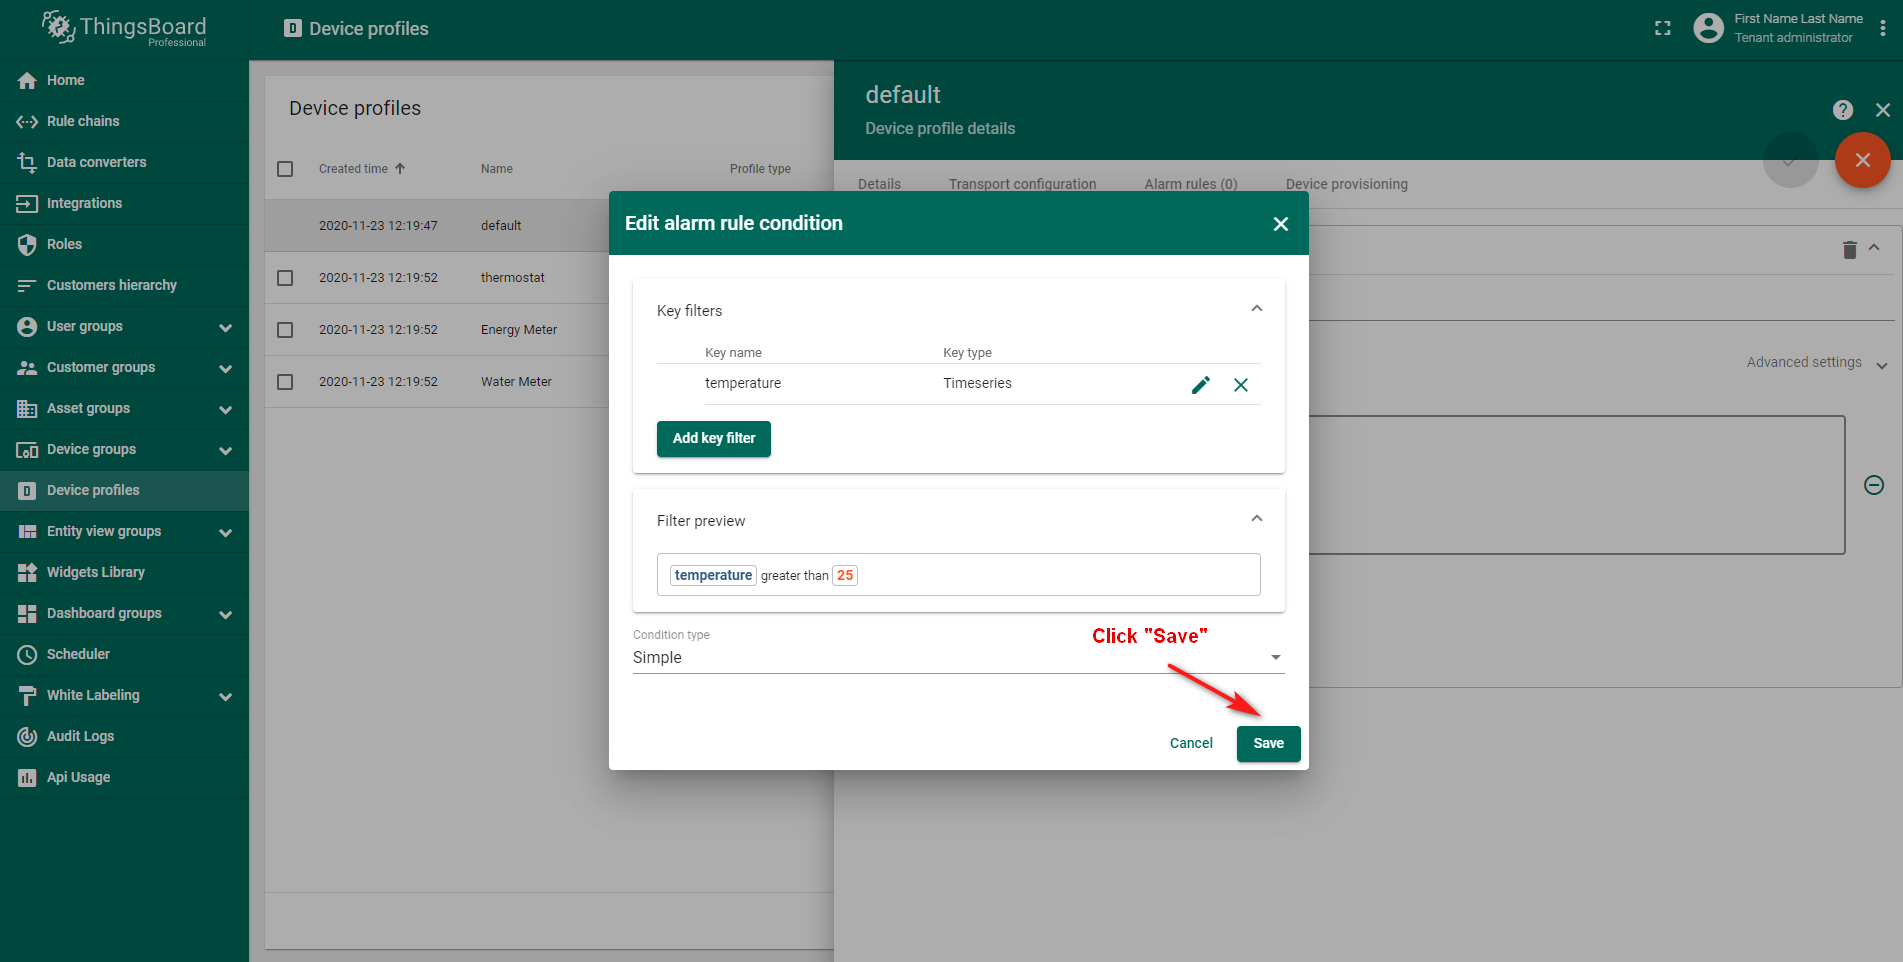 ThingsBoard
Professional
Device profiles
First Name Last Name
Tenant administrator
Home
Rule chains
Data converters
Integrations
Roles
Customers hierarchy
User groups
Customer groups
Asset groups
Device groups
Device profiles
Entity view groups
Widgets Library
Dashboard groups
Scheduler
White Labeling
Audit Logs
Api Usage
Device profiles
Created time Name Profile type
2020-11-23 12:19:47 default
2020-11-23 12:19:52 thermostat
2020-11-23 12:19:52 Energy Meter
2020-11-23 12:19:52 Water Meter
default
Device profile details
Details Transport configuration Alarm rules (0) Device provisioning
Advanced settings
Edit alarm rule condition
Key filters
Key name Key type
temperature Timeseries
Add key filter
Filter preview
temperature greater than 25
Condition type
Simple
Click "Save"
Cancel Save